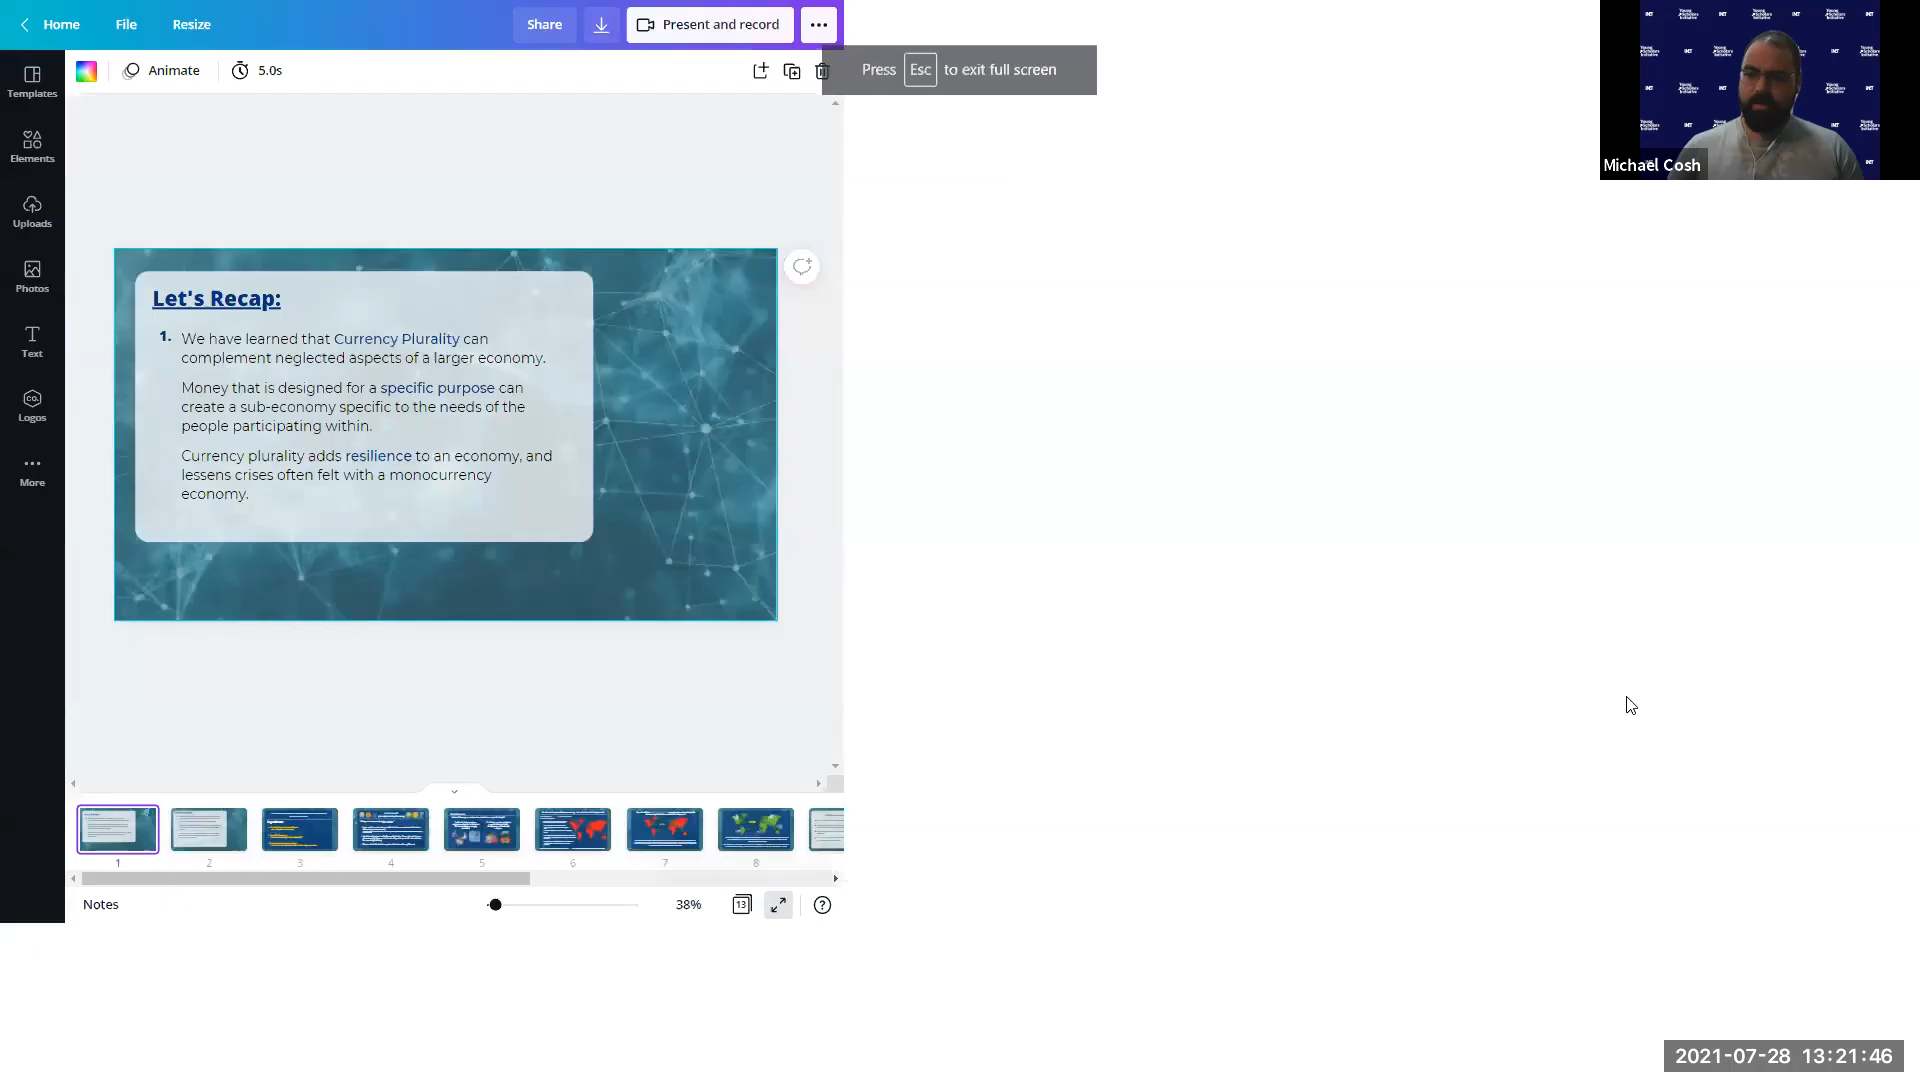 Home File Resize Share Present and record
Animate 5.0s
Press Esc to exit full screen
Templates
Elements
Uploads
Photos
Text
Logos
More
Let's Recap:
1. We have learned that Currency Plurality can
complement neglected aspects of a larger economy.
Money that is designed for a specific purpose can
create a sub-economy specific to the needs of the
people participating within.
Currency plurality adds resilience to an economy, and
lessens crises often felt with a monocurrency
economy.
1 2 3 4 5 6 7 8
Notes 38% 13
Young Scholars Initiative
INET
Michael Cosh
2021-07-28 13:21:46